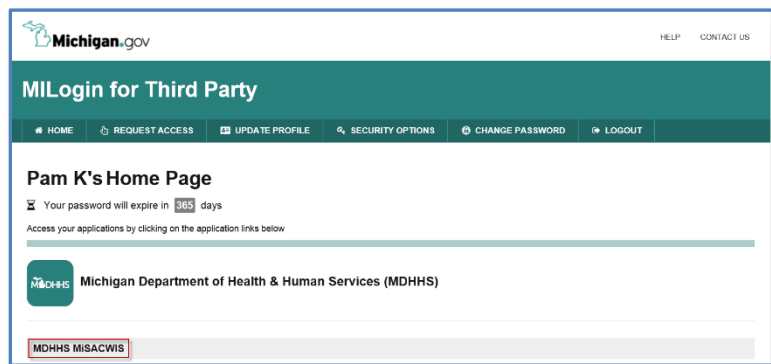 Michigan.gov
HELP CONTACT US
MILogin for Third Party
HOME REQUEST ACCESS UPDATE PROFILE SECURITY OPTIONS CHANGE PASSWORD LOGOUT
Pam K's Home Page
Your password will expire in 365 days
Access your applications by clicking on the application links below
MDHHS Michigan Department of Health & Human Services (MDHHS)
MDHHS MiSACWIS